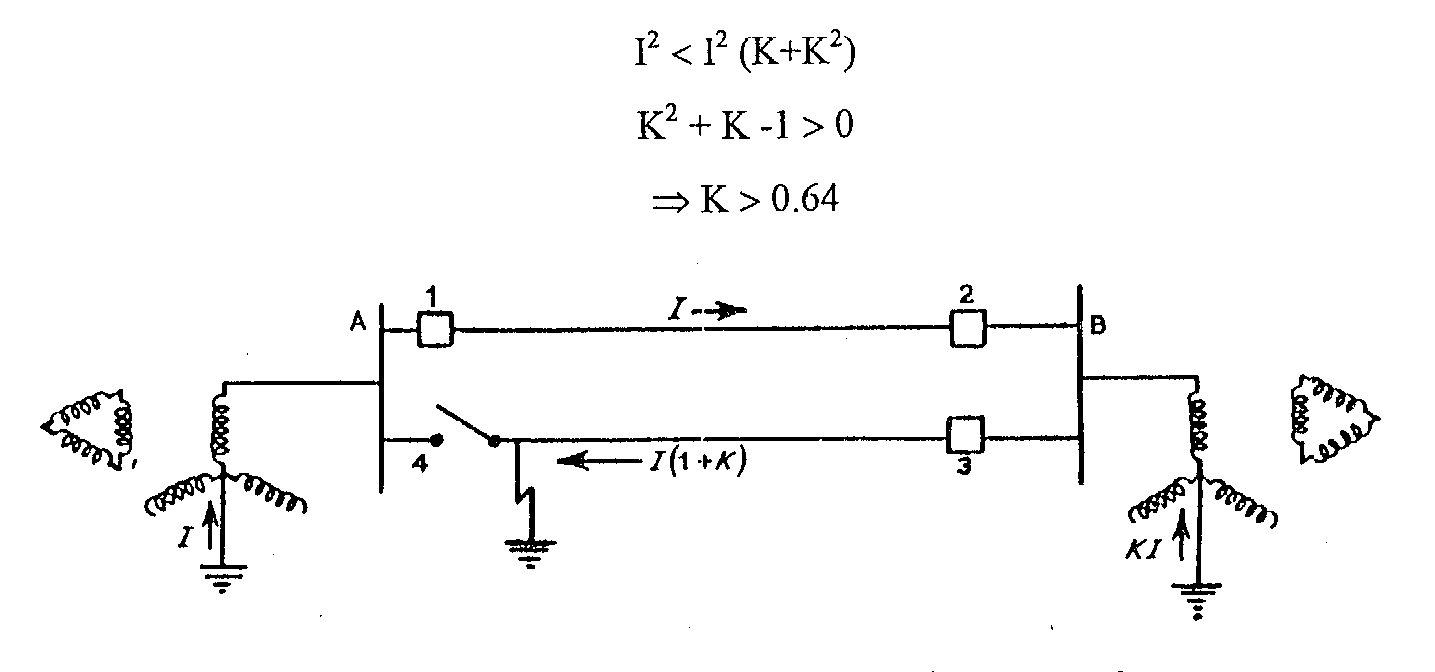 I² < I² (K+K²)
K² + K -1 > 0
⇒ K > 0.64
1
I
2
A
B
4
I(1+K)
3
I
KI